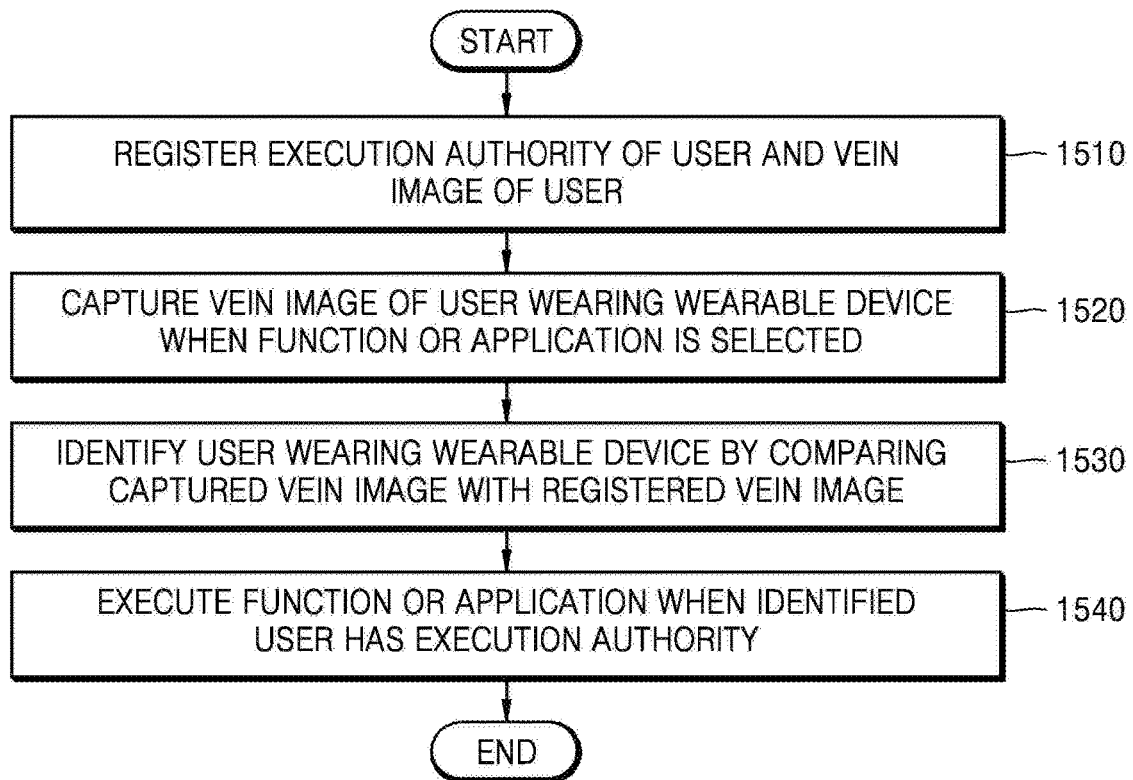 START
REGISTER EXECUTION AUTHORITY OF USER AND VEIN
IMAGE OF USER
1510
CAPTURE VEIN IMAGE OF USER WEARING WEARABLE DEVICE
WHEN FUNCTION OR APPLICATION IS SELECTED
1520
IDENTIFY USER WEARING WEARABLE DEVICE BY COMPARING
CAPTURED VEIN IMAGE WITH REGISTERED VEIN IMAGE
1530
EXECUTE FUNCTION OR APPLICATION WHEN IDENTIFIED
USER HAS EXECUTION AUTHORITY
1540
END